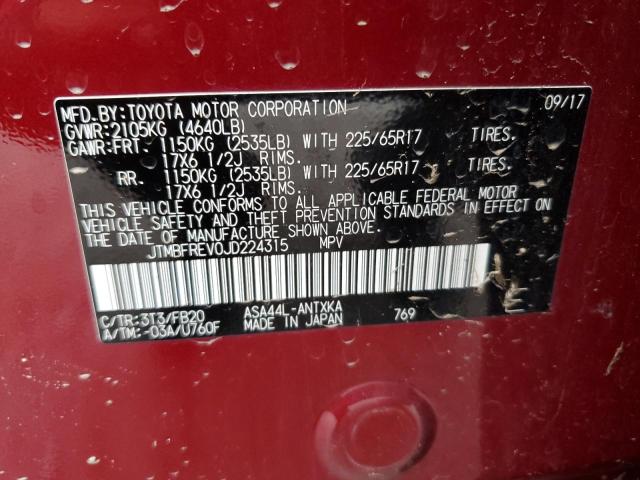 MFD.BY:TOYOTA MOTOR CORPORATION 09/17
GVWR:2105KG (4640LB)
GAWR:FRT. 1150KG (2535LB) WITH 225/65R17 TIRES.
17X6 1/2J RIMS.
RR. 1150KG (2535LB) WITH 225/65R17 TIRES.
17X6 1/2J RIMS.
THIS VEHICLE CONFORMS TO ALL APPLICABLE FEDERAL MOTOR
VEHICLE SAFETY AND THEFT PREVENTION STANDARDS IN EFFECT ON
THE DATE OF MANUFACTURE SHOWN ABOVE.
JTMBFREV0JD224315 MPV
C/TR:3T3/FB20 ASA44L-ANTXKA
A/TM:-03A/U760F MADE IN JAPAN 769